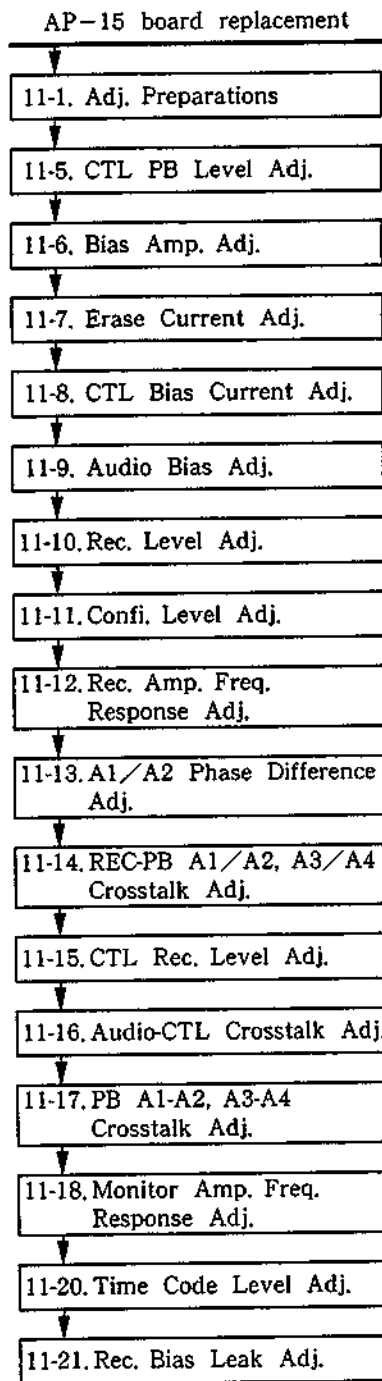 AP-15 board replacement
11-1. Adj. Preparations
11-5. CTL PB Level Adj.
11-6. Bias Amp. Adj.
11-7. Erase Current Adj.
11-8. CTL Bias Current Adj.
11-9. Audio Bias Adj.
11-10. Rec. Level Adj.
11-11. Confi. Level Adj.
11-12. Rec. Amp. Freq.
Response Adj.
11-13. A1/A2 Phase Difference
Adj.
11-14. REC-PB A1/A2, A3/A4
Crosstalk Adj.
11-15. CTL Rec. Level Adj.
11-16. Audio-CTL Crosstalk Adj.
11-17. PB A1-A2, A3-A4
Crosstalk Adj.
11-18. Monitor Amp. Freq.
Response Adj.
11-20. Time Code Level Adj.
11-21. Rec. Bias Leak Adj.